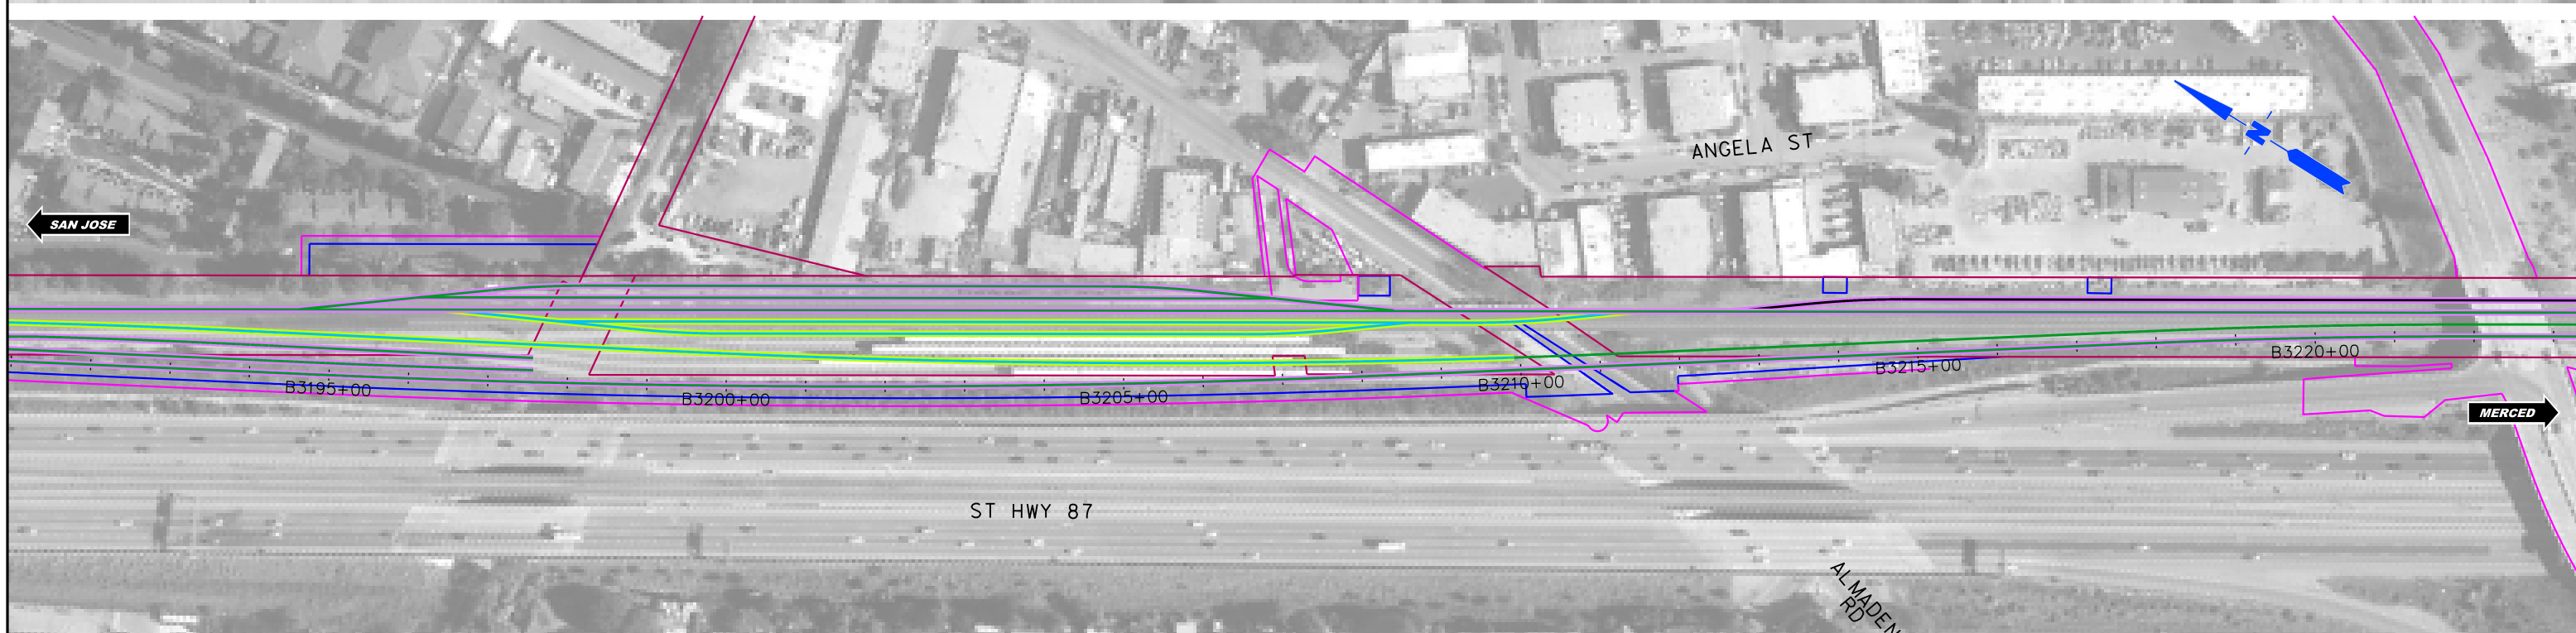 ANGELA ST
N
SAN JOSE
B3195+00
B3200+00
B3205+00
B3210+00
B3215+00
B3220+00
MERCED
ST HWY 87
ALMADEN
RD